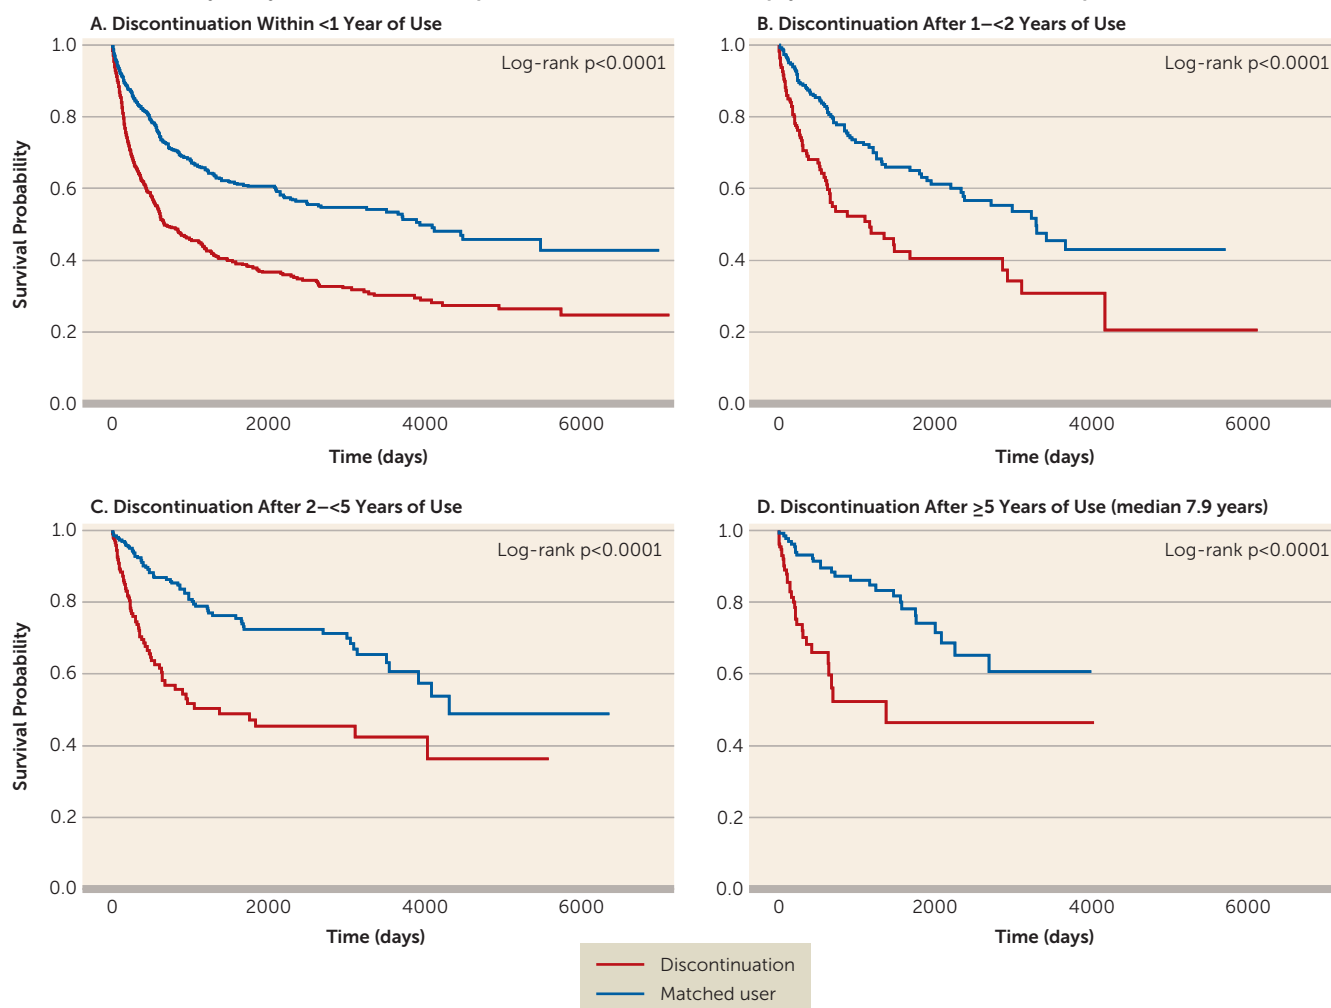 A. Discontinuation Within <1 Year of Use
Log-rank p<0.0001
Survival Probability
1.0
0.8
0.6
0.4
0.2
0.0
0 2000 4000 6000
Time (days)
B. Discontinuation After 1–<2 Years of Use
Log-rank p<0.0001
1.0
0.8
0.6
0.4
0.2
0.0
0 2000 4000 6000
Time (days)
C. Discontinuation After 2–<5 Years of Use
Log-rank p<0.0001
Survival Probability
1.0
0.8
0.6
0.4
0.2
0.0
0 2000 4000 6000
Time (days)
D. Discontinuation After ≥5 Years of Use (median 7.9 years)
Log-rank p<0.0001
1.0
0.8
0.6
0.4
0.2
0.0
0 2000 4000 6000
Time (days)
Discontinuation
Matched user